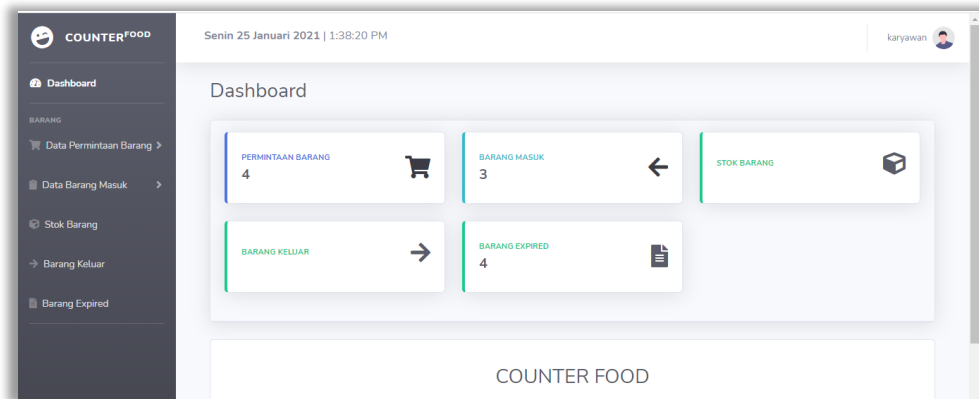 COUNTERFOOD
Senin 25 Januari 2021 | 1:38:20 PM
karyawan
Dashboard
BARANG
Data Permintaan Barang
Data Barang Masuk
Stok Barang
Barang Keluar
Barang Expired
Dashboard
PERMINTAAN BARANG
4
BARANG MASUK
3
STOK BARANG
BARANG KELUAR
BARANG EXPIRED
4
COUNTER FOOD